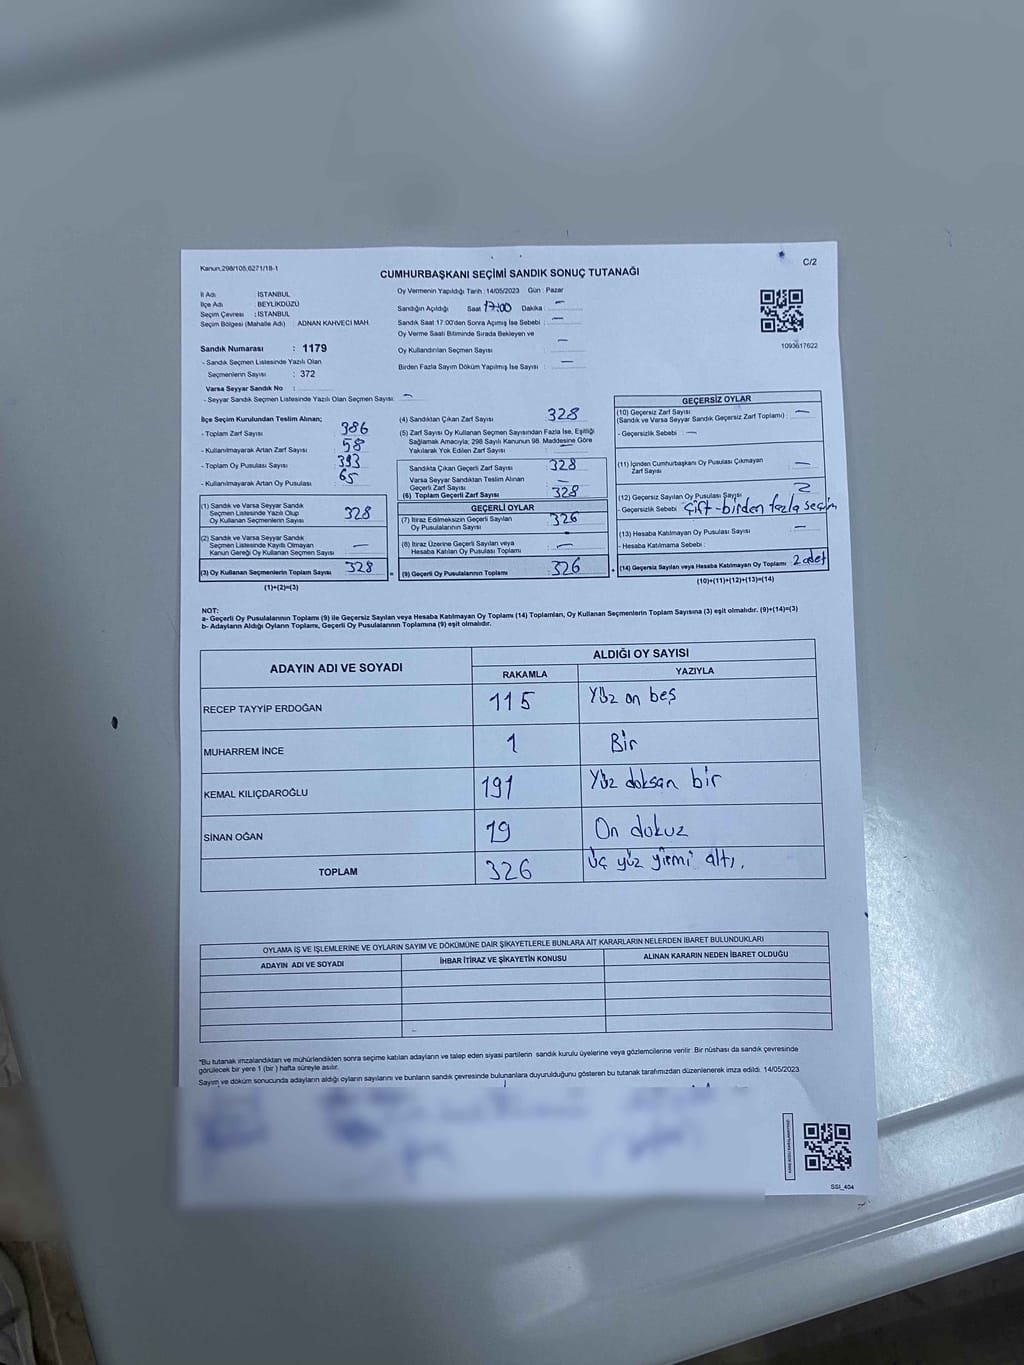 Kanun,298/105,6271/18-1
C/2
CUMHURBAŞKANI SEÇİMİ SANDIK SONUÇ TUTANAĞI
İl Adı : İSTANBUL
İlçe Adı : BEYLİKDÜZÜ
Seçim Çevresi : İSTANBUL
Seçim Bölgesi (Mahalle Adı) : ADNAN KAHVECİ MAH.
Sandık Numarası : 1179
- Sandık Seçmen Listesinde Yazılı Olan
Seçmenlerin Sayısı : 372
Varsa Seyyar Sandık No :
- Seyyar Sandık Seçmen Listesinde Yazılı Olan Seçmen Sayısı: –
Oy Vermenin Yapıldığı Tarih : 14/05/2023 Gün : Pazar
Sandığın Açıldığı Saat 17:00 Dakika : –
Sandık Saat 17:00'den Sonra Açımış İse Sebebi : –
Oy Verme Saati Bitiminde Sırada Bekleyen ve
Oy Kullandırılan Seçmen Sayısı : –
Birden Fazla Sayım Döküm Yapılmış İse Sayısı : –
1093617622
İlçe Seçim Kurulundan Teslim Alınan;
- Toplam Zarf Sayısı 386
- Kullanılmayarak Artan Zarf Sayısı 58
- Toplam Oy Pusulası Sayısı 393
- Kullanılmayarak Artan Oy Pusulası 65
(1) Sandık ve Varsa Seyyar Sandık
Seçmen Listesinde Yazılı Olup
Oy Kullanan Seçmenlerin Sayısı 328
(2) Sandık ve Varsa Seyyar Sandık
Seçmen Listesinde Kayıtlı Olmayan
Kanun Gereği Oy Kullanan Seçmen Sayısı –
(3) Oy Kullanan Seçmenlerin Toplam Sayısı 328
(1)+(2)=(3)
(4) Sandıktan Çıkan Zarf Sayısı 328
(5) Zarf Sayısı Oy Kullanan Seçmen Sayısından Fazla İse, Eşitliği
Sağlamak Amacıyla, 298 Sayılı Kanunun 98. Maddesine Göre
Yakılarak Yok Edilen Zarf Sayısı : –
Sandıkta Çıkan Geçerli Zarf Sayısı 328
Varsa Seyyar Sandıktan Teslim Alınan
Geçerli Zarf Sayısı –
(6) Toplam Geçerli Zarf Sayısı 328
GEÇERLİ OYLAR
(7) İtiraz Edilmeksizin Geçerli Sayılan
Oy Pusulalarının Sayısı 326
(8) İtiraz Üzerine Geçerli Sayılan veya
Hesaba Katılan Oy Pusulası Toplamı –
(9) Geçerli Oy Pusulalarının Toplamı 326
GEÇERSİZ OYLAR
(10) Geçersiz Zarf Sayısı
(Sandık ve Varsa Seyyar Sandık Geçersiz Zarf Toplamı) : –
- Geçersizlik Sebebi : –
(11) İçinden Cumhurbaşkanı Oy Pusulası Çıkmayan
Zarf Sayısı –
(12) Geçersiz Sayılan Oy Pusulası Sayısı 2
- Geçersizlik Sebebi : Çift-birden fazla seçim
(13) Hesaba Katılmayan Oy Pusulası Sayısı –
- Hesaba Katılmama Sebebi :
(14) Geçersiz Sayılan veya Hesaba Katılmayan Oy Toplamı 2 adet
(10)+(11)+(12)+(13)=(14)
NOT:
a- Geçerli Oy Pusulalarının Toplamı (9) ile Geçersiz Sayılan veya Hesaba Katılmayan Oy Toplamı (14) Toplamları, Oy Kullanan Seçmenlerin Toplam Sayısına (3) eşit olmalıdır. (9)+(14)=(3)
b- Adayların Aldığı Oyların Toplamı, Geçerli Oy Pusulalarının Toplamına (9) eşit olmalıdır.
ADAYIN ADI VE SOYADI ALDIĞI OY SAYISI
RAKAMLA YAZIYLA
RECEP TAYYİP ERDOĞAN 115 Yüz on beş
MUHARREM İNCE 1 Bir
KEMAL KILIÇDAROĞLU 191 Yüz doksan bir
SİNAN OĞAN 19 On dokuz
TOPLAM 326 Üç yüz yirmi altı.
OYLAMA İŞ VE İŞLEMLERİNE VE OYLARIN SAYIM VE DÖKÜMÜNE DAİR ŞİKAYETLERLE BUNLARA AİT KARARLARIN NELERDEN İBARET BULUNDUKLARI
ADAYIN ADI VE SOYADI İHBAR İTİRAZ VE ŞİKAYETİN KONUSU ALINAN KARARIN NEDEN İBARET OLDUĞU
*Bu tutanak imzalandıktan ve mühürlendikten sonra seçime katılan adayların ve talep eden siyasi partilerin sandık kurulu üyelerine veya gözlemcilerine verilir. Bir nüshası da sandık çevresinde
görülecek bir yere 1 (bir) hafta süreyle asılır.
Sayım ve döküm sonucunda adayların aldığı oyların sayılarını ve bunların sandık çevresinde bulunanlara duyurulduğunu gösteren bu tutanak tarafımızdan düzenlenerek imza edildi. 14/05/2023
SSI_404